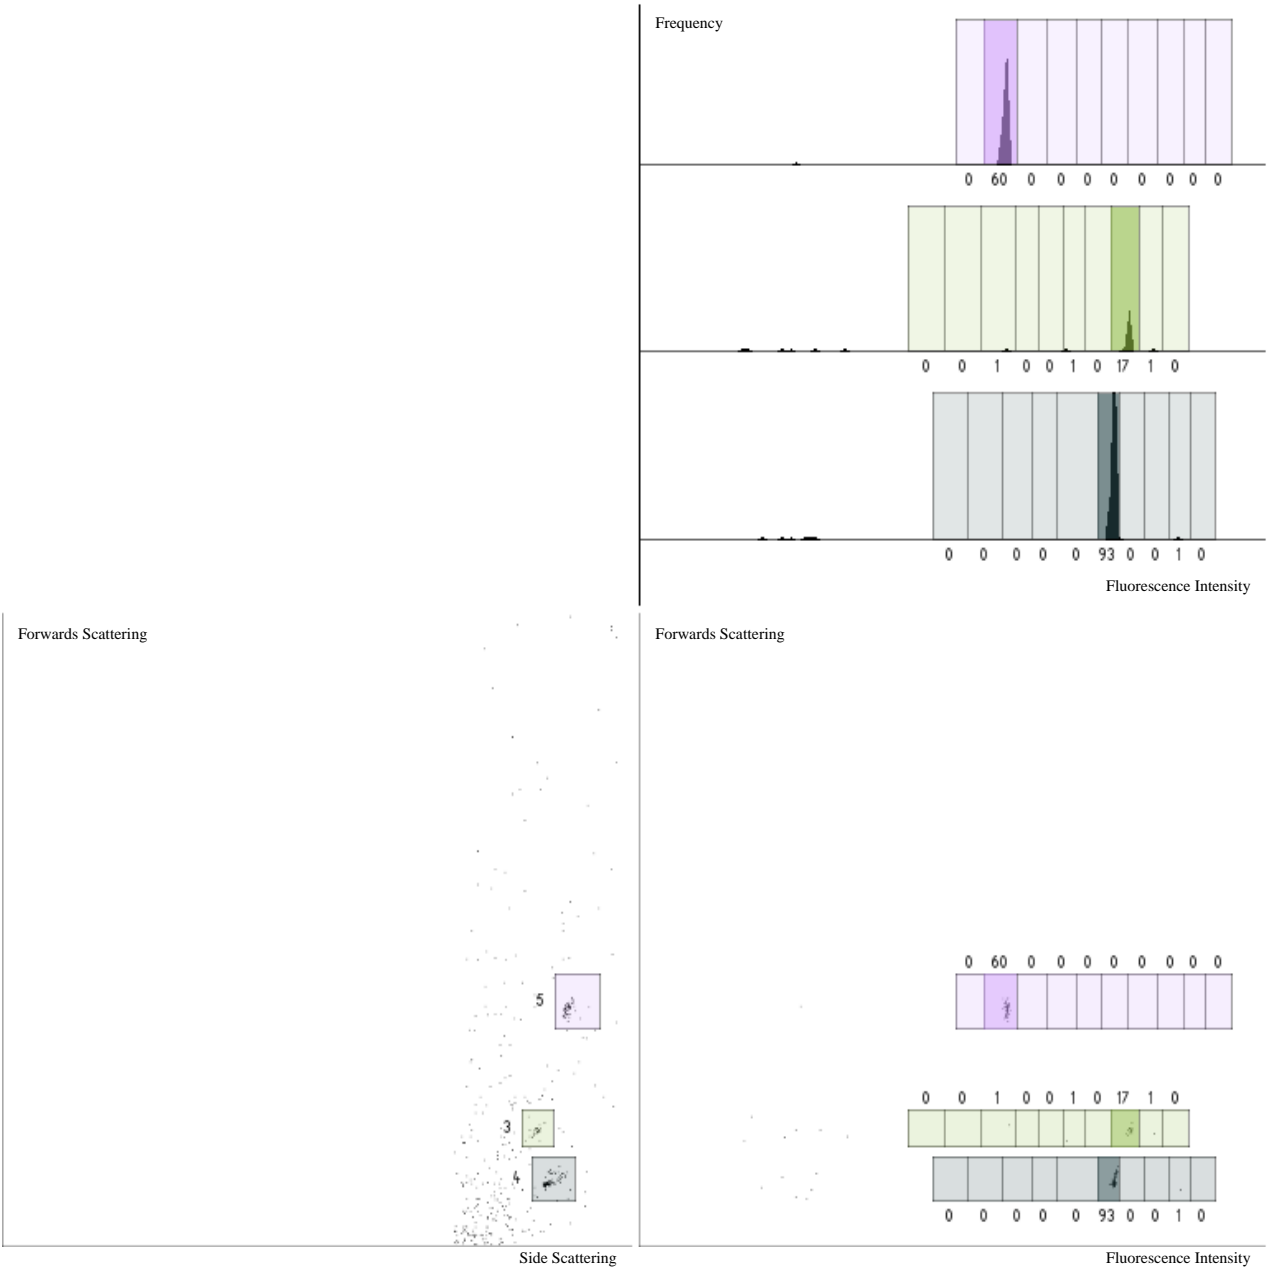 Frequency
0 60 0 0 0 0 0 0 0 0
0 0 1 0 0 1 0 17 1 0
0 0 0 0 0 93 0 0 1 0
Fluorescence Intensity
Forwards Scattering
5
3
4
Side Scattering
Forwards Scattering
0 60 0 0 0 0 0 0 0 0
0 0 1 0 0 1 0 17 1 0
0 0 0 0 0 93 0 0 1 0
Fluorescence Intensity